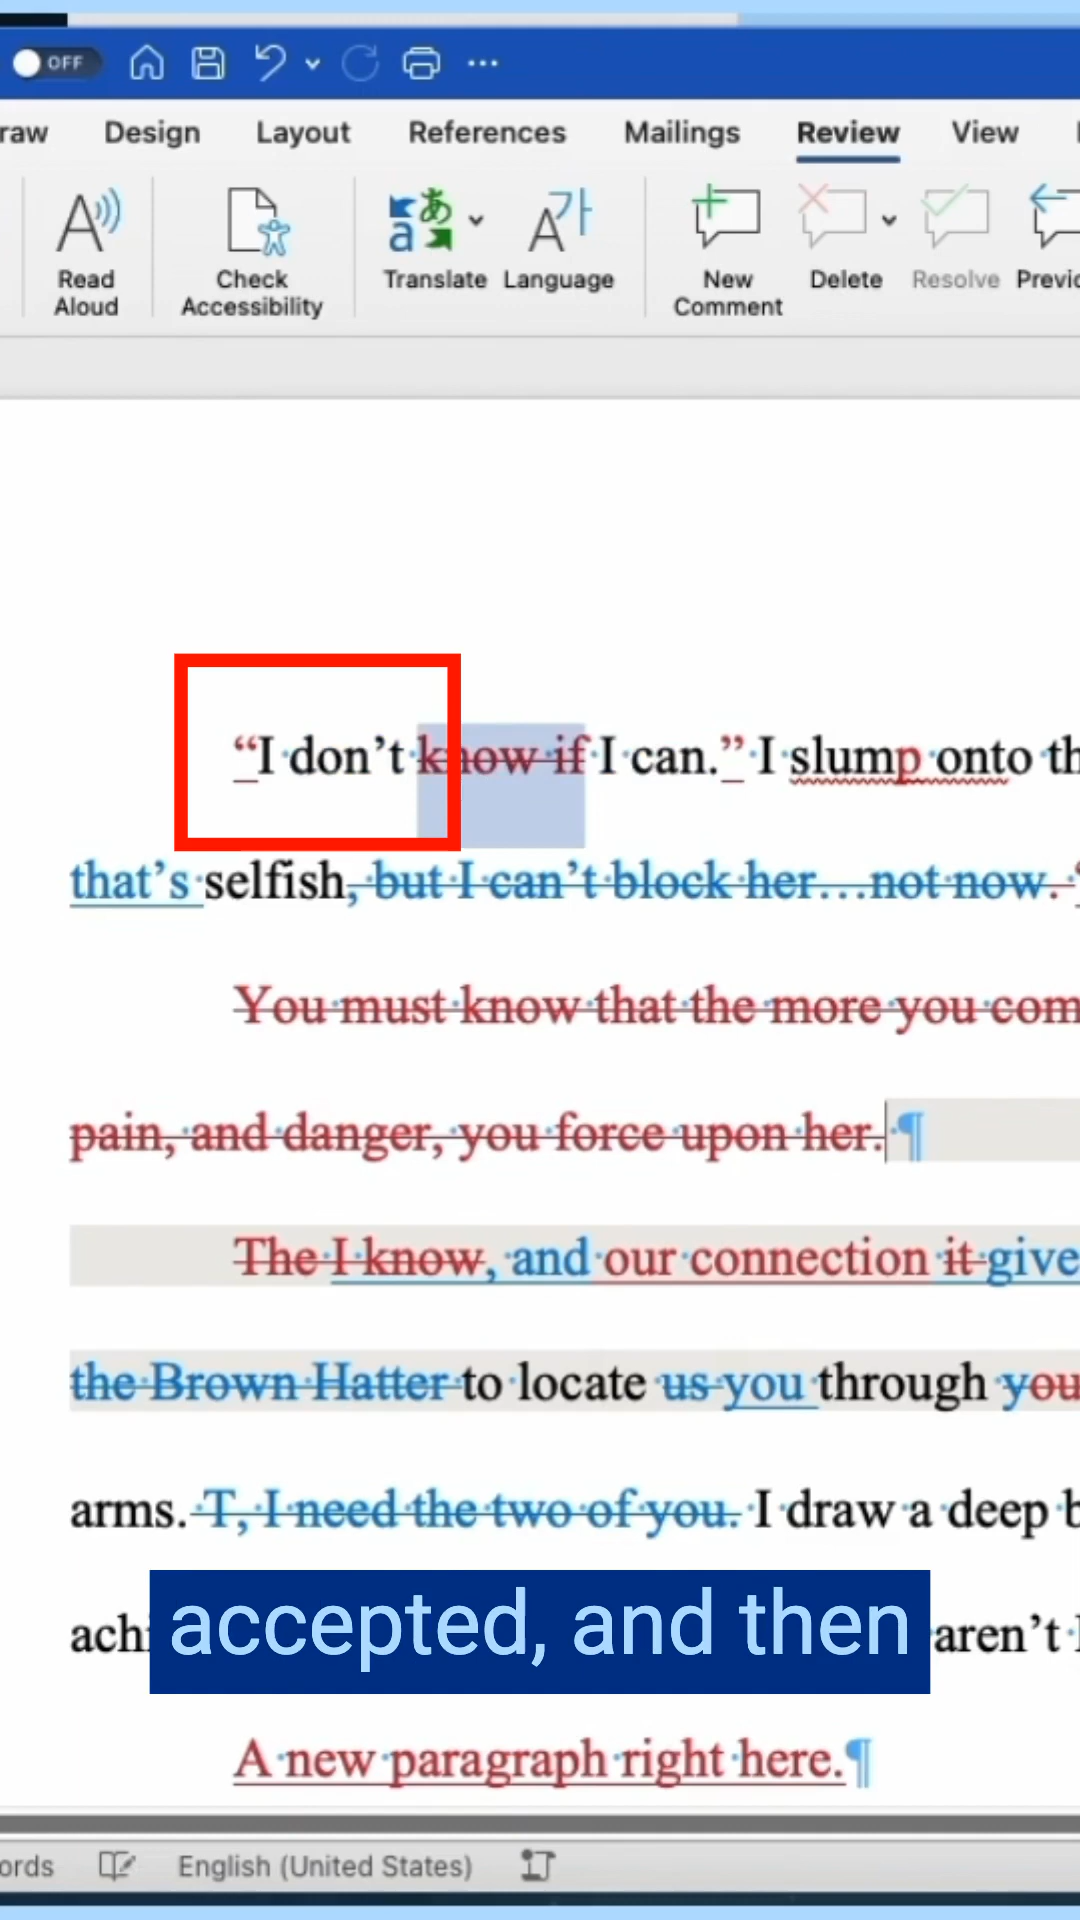 OFF
raw Design Layout References Mailings Review View
Read Aloud
Check Accessibility
Translate
Language
New Comment
Delete
Resolve
Previo
“I don’t know if I can.” I slump onto th
that’s selfish, but I can’t block her…not now.
You must know that the more you com
pain, and danger, you force upon her.¶
The I know, and our connection it give
the Brown Hatter to locate us you through you
arms. T, I need the two of you. I draw a deep b
achi
accepted, and then
aren’t
A new paragraph right here.¶
ords English (United States)